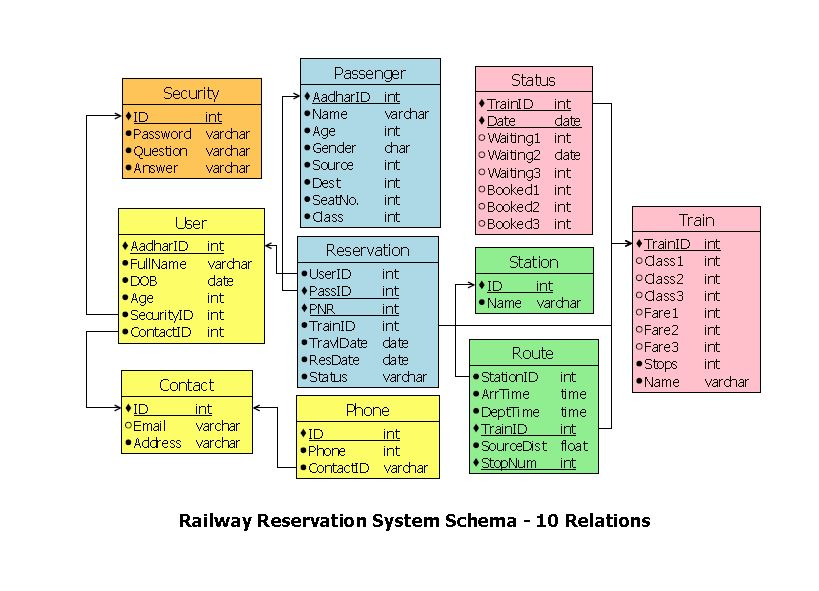 Security
ID int
Password varchar
Question varchar
Answer varchar
User
AadharID int
FullName varchar
DOB date
Age int
SecurityID int
ContactID int
Contact
ID int
Email varchar
Address varchar
Passenger
AadharID int
Name varchar
Age int
Gender char
Source int
Dest int
SeatNo. int
Class int
Reservation
UserID int
PassID int
PNR int
TrainID int
TravlDate date
ResDate date
Status varchar
Phone
ID int
Phone int
ContactID varchar
Status
TrainID int
Date date
Waiting1 int
Waiting2 date
Waiting3 int
Booked1 int
Booked2 int
Booked3 int
Station
ID int
Name varchar
Route
StationID int
ArrTime time
DeptTime time
TrainID int
SourceDist float
StopNum int
Train
TrainID int
Class1 int
Class2 int
Class3 int
Fare1 int
Fare2 int
Fare3 int
Stops int
Name varchar
Railway Reservation System Schema - 10 Relations